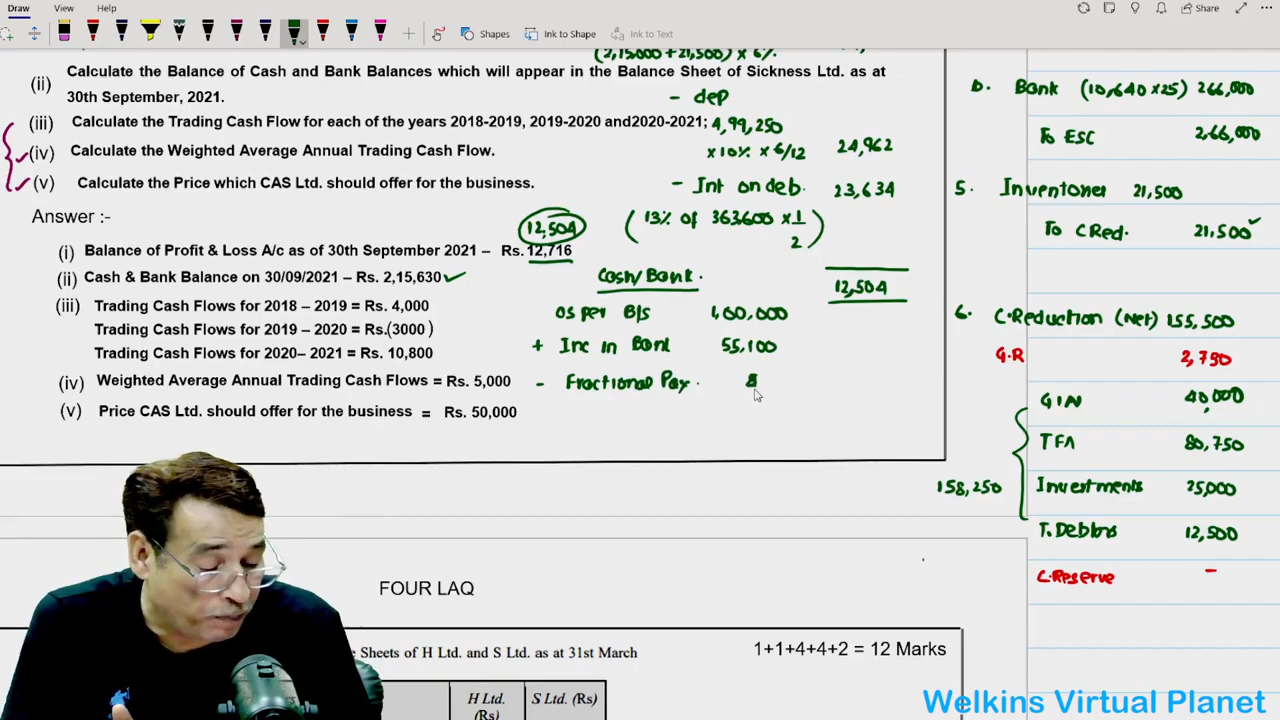 Draw View Help
Share
Shapes Ink to Shape Ink to Text
(2,15,000 + 21,500) x 6%
(ii) Calculate the Balance of Cash and Bank Balances which will appear in the Balance Sheet of Sickness Ltd. as at
30th September, 2021.
- dep
(iii) Calculate the Trading Cash Flow for each of the years 2018-2019, 2019-2020 and2020-2021; 4,99,250
x 10% x 6/12 24,962
(iv) Calculate the Weighted Average Annual Trading Cash Flow.
(v) Calculate the Price which CAS Ltd. should offer for the business.
- Int on deb. 23,634
Answer :-
12,504
(13% of 363600 x 1/2)
(i) Balance of Profit & Loss A/c as of 30th September 2021 – Rs. 12,716
(ii) Cash & Bank Balance on 30/09/2021 – Rs. 2,15,630
Cash/Bank.
12,504
(iii) Trading Cash Flows for 2018 – 2019 = Rs. 4,000
as per B/s 1,00,000
Trading Cash Flows for 2019 – 2020 = Rs.(3000 )
+ Inc in Bank 55,100
Trading Cash Flows for 2020– 2021 = Rs. 10,800
(iv) Weighted Average Annual Trading Cash Flows = Rs. 5,000
- Fractional Pay.
(v) Price CAS Ltd. should offer for the business = Rs. 50,000
Bank (10,640 x 25) 266,000
To ESC 2,66,000
5. Inventories 21,500
To C Red. 21,500
6. C.Reduction (Net) 155,500
G.R 2,750
G/W 40,000
TFA 80,750
158,250
Investments 25,000
T.Debtors 12,500
C.Reserve -
FOUR LAQ
e Sheets of H Ltd. and S Ltd. as at 31st March
1+1+4+4+2 = 12 Marks
H Ltd. S Ltd. (Rs)
(Rs)
Welkins Virtual Planet